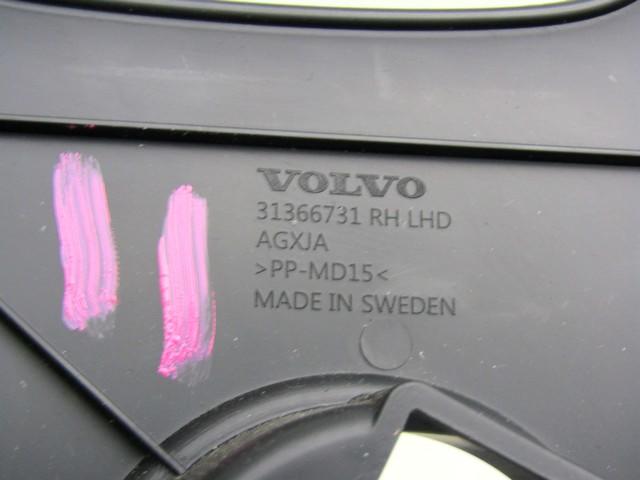 VOLVO
31366731 RH LHD
AGXJA
>PP-MD15<
MADE IN SWEDEN